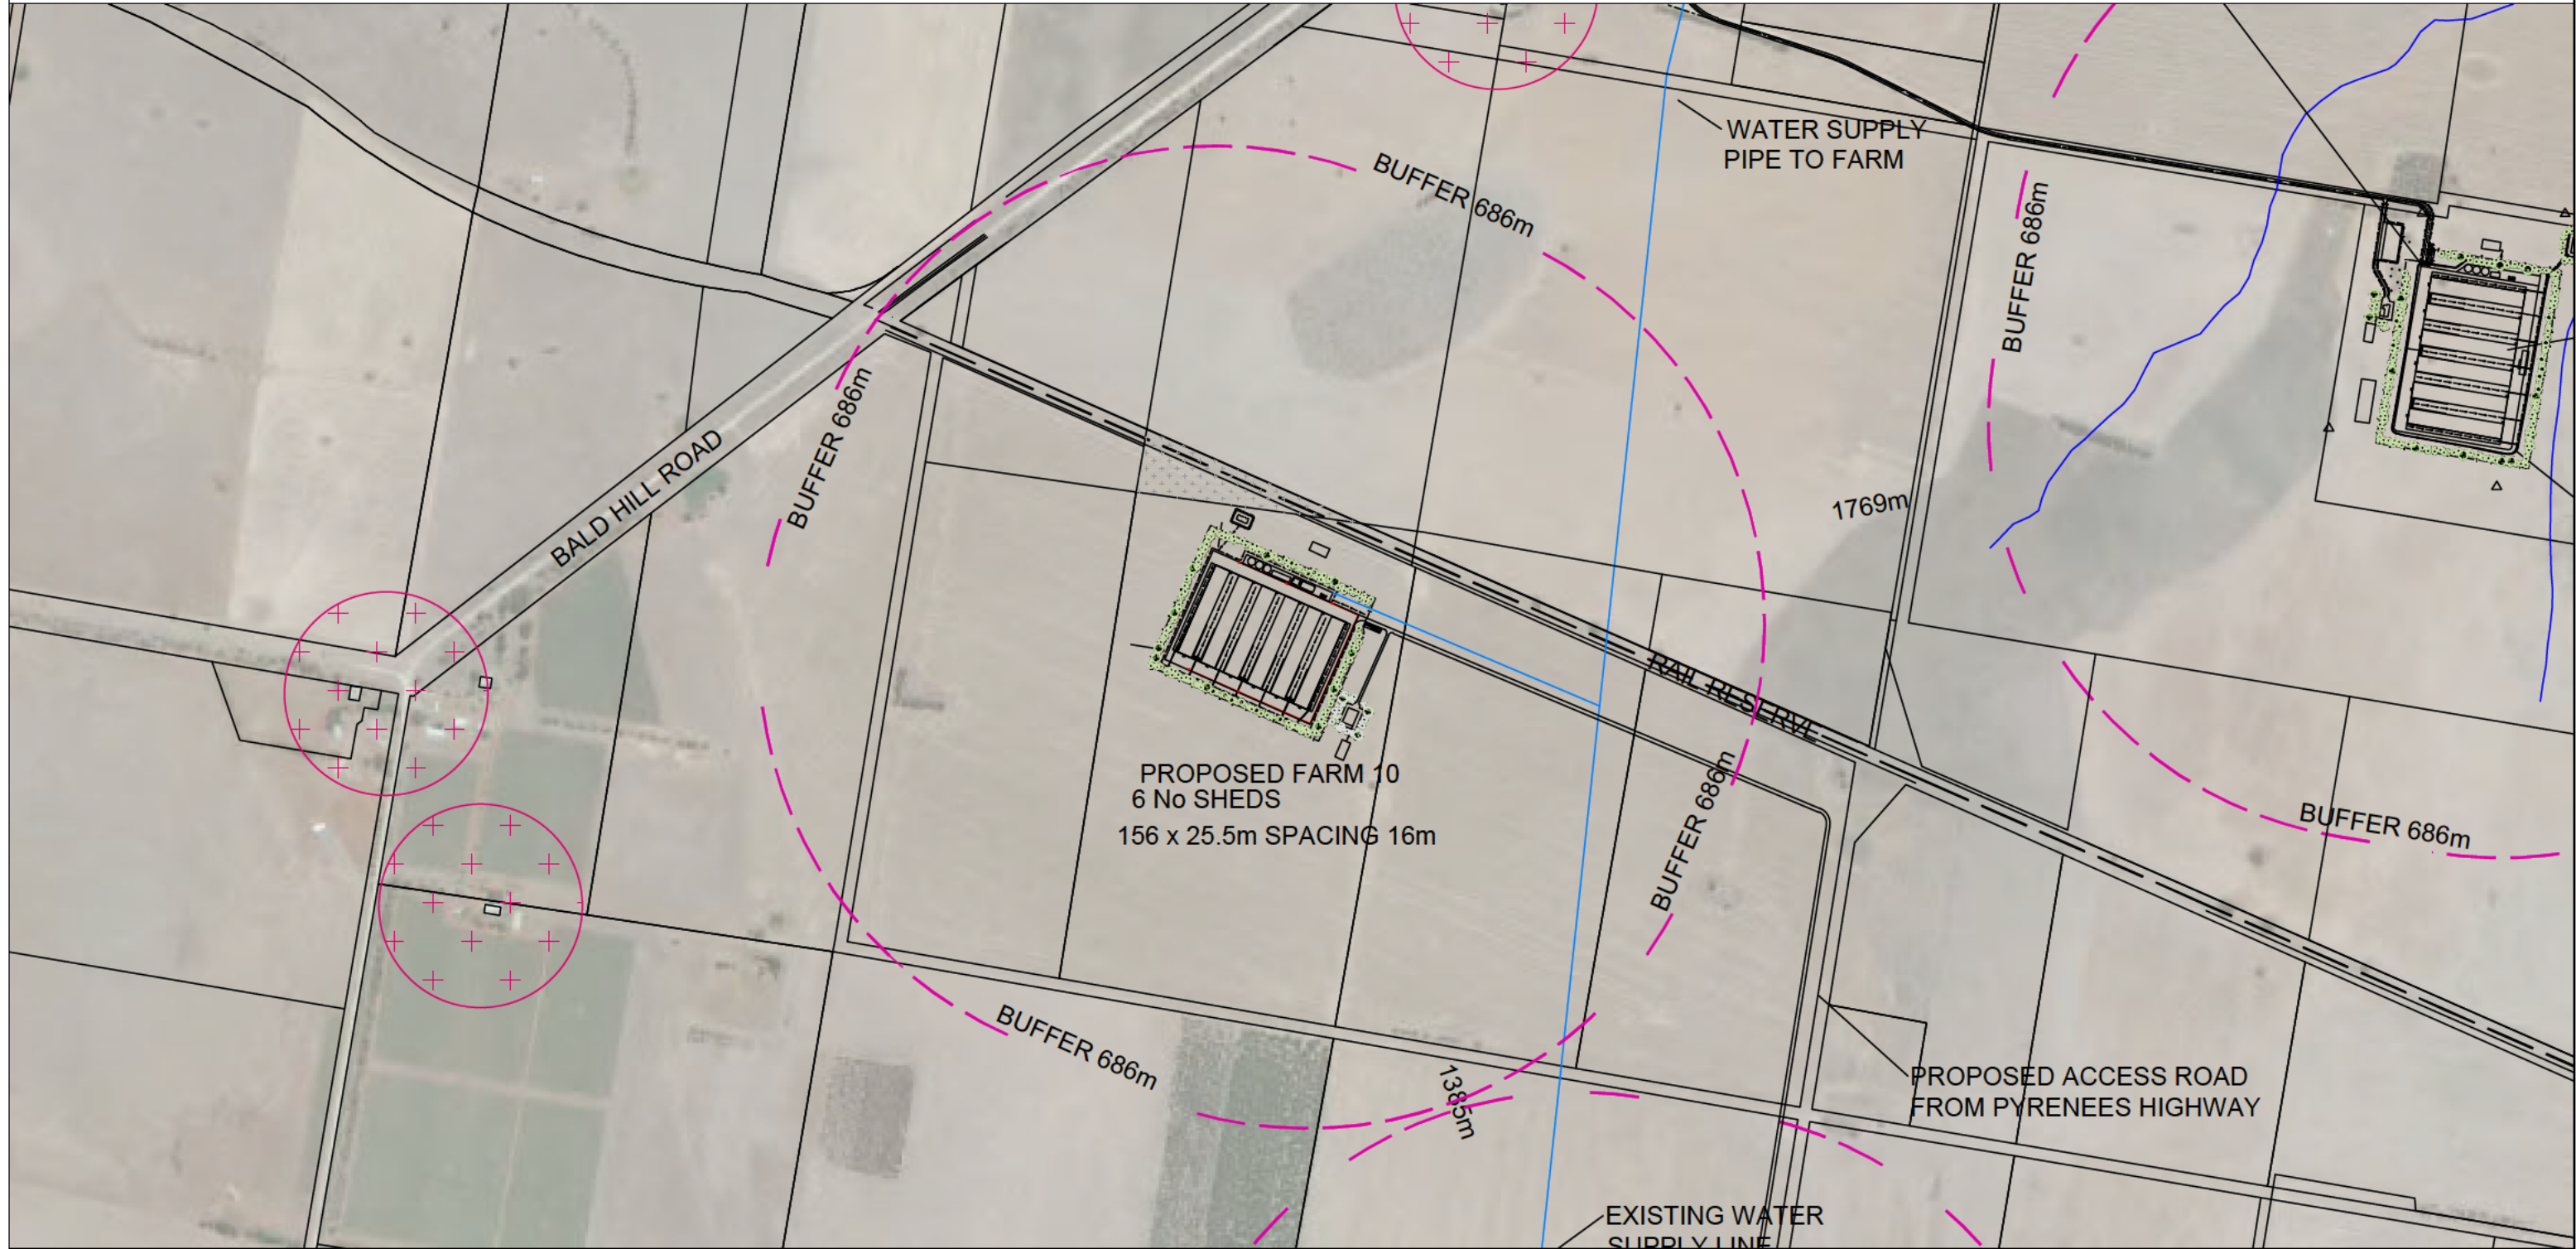 WATER SUPPLY
PIPE TO FARM
BUFFER 686m
BUFFER 686m
BUFFER 686m
BALD HILL ROAD
1769m
RAIL RESERVE
PROPOSED FARM 10
6 No SHEDS
156 x 25.5m SPACING 16m
BUFFER 686m
BUFFER 686m
BUFFER 686m
1385m
PROPOSED ACCESS ROAD
FROM PYRENEES HIGHWAY
EXISTING WATER
SUPPLY LINE